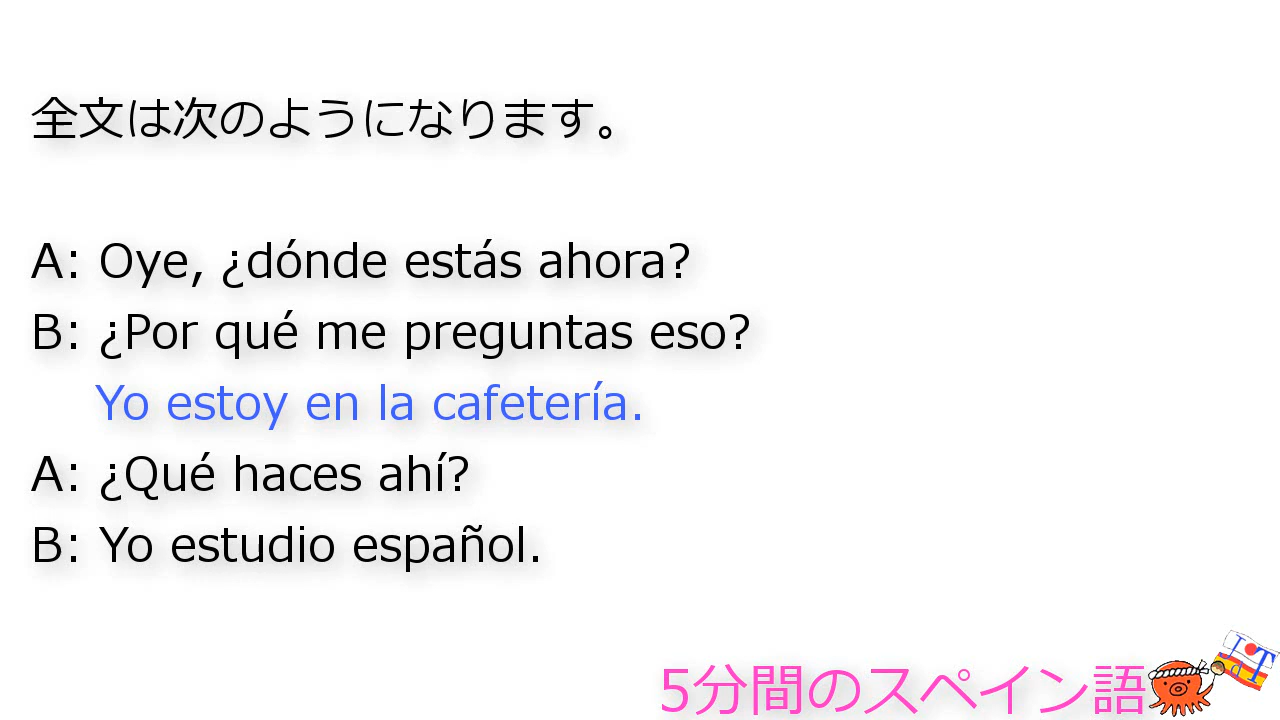 全文は次のようになります。
A: Oye, ¿dónde estás ahora?
B: ¿Por qué me preguntas eso?
Yo estoy en la cafetería.
A: ¿Qué haces ahí?
B: Yo estudio español.
5分間のスペイン語